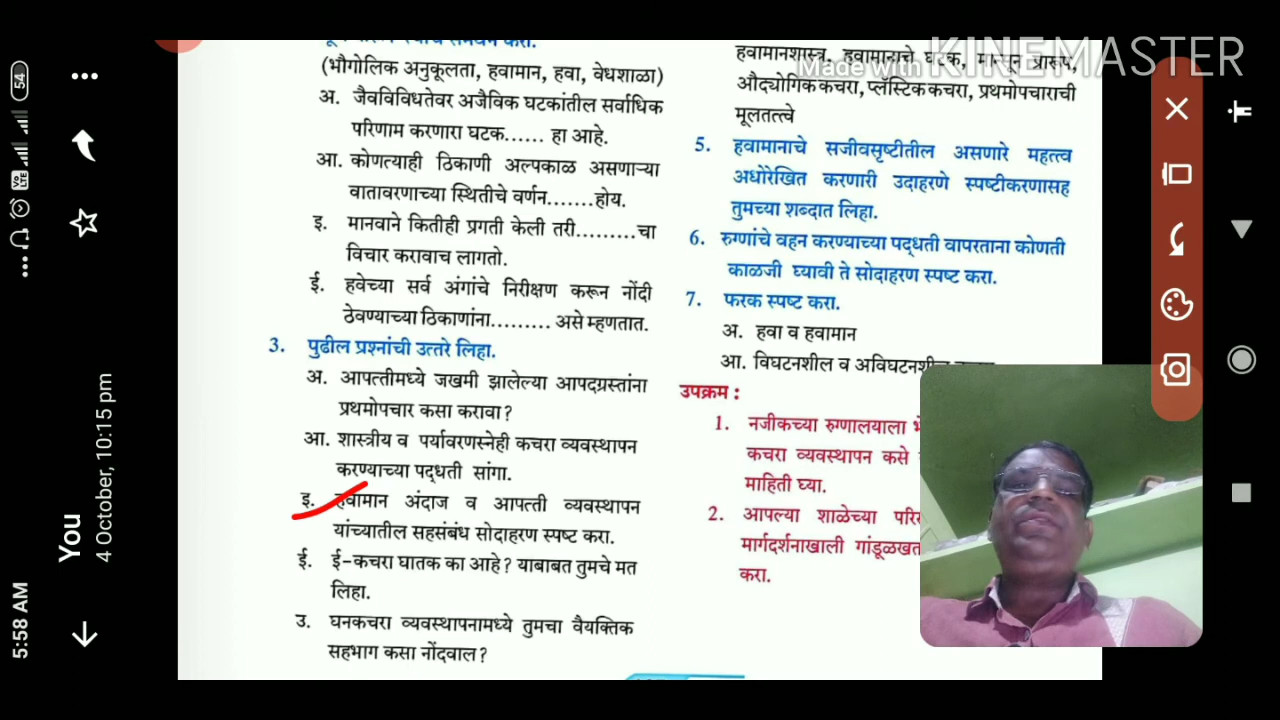 54
5:58 AM
You
4 October, 10:15 pm
Made with KINEMASTER
(भौगोलिक अनुकूलता, हवामान, हवा, वेधशाळा)
अ. जैवविविधतेवर अजैविक घटकांतील सर्वाधिक
परिणाम करणारा घटक...... हा आहे.
आ. कोणत्याही ठिकाणी अल्पकाळ असणाऱ्या
वातावरणाच्या स्थितीचे वर्णन.......होय.
इ. मानवाने कितीही प्रगती केली तरी.........चा
विचार करावाच लागतो.
ई. हवेच्या सर्व अंगांचे निरीक्षण करून नोंदी
ठेवण्याच्या ठिकाणांना......... असे म्हणतात.
3. पुढील प्रश्नांची उत्तरे लिहा.
अ. आपत्तीमध्ये जखमी झालेल्या आपदग्रस्तांना
प्रथमोपचार कसा करावा?
आ. शास्त्रीय व पर्यावरणस्नेही कचरा व्यवस्थापन
करण्याच्या पद्धती सांगा.
इ. हवामान अंदाज व आपत्ती व्यवस्थापन
यांच्यातील सहसंबंध सोदाहरण स्पष्ट करा.
ई. ई-कचरा घातक का आहे? याबाबत तुमचे मत
लिहा.
उ. घनकचरा व्यवस्थापनामध्ये तुमचा वैयक्तिक
सहभाग कसा नोंदवाल?
हवामानशास्त्र, हवामानाचे घटक, मान्सून प्रारूप,
औद्योगिक कचरा, प्लॅस्टिक कचरा, प्रथमोपचाराची
मूलतत्त्वे
5. हवामानाचे सजीवसृष्टीतील असणारे महत्त्व
अधोरेखित करणारी उदाहरणे स्पष्टीकरणासह
तुमच्या शब्दात लिहा.
6. रुग्णांचे वहन करण्याच्या पद्धती वापरताना कोणती
काळजी घ्यावी ते सोदाहरण स्पष्ट करा.
7. फरक स्पष्ट करा.
अ. हवा व हवामान
आ. विघटनशील व अविघटनशील
उपक्रम :
1. नजीकच्या रुग्णालयाला
कचरा व्यवस्थापन कसे
माहिती घ्या.
2. आपल्या शाळेच्या
मार्गदर्शनाखाली गांडूळखत
करा.